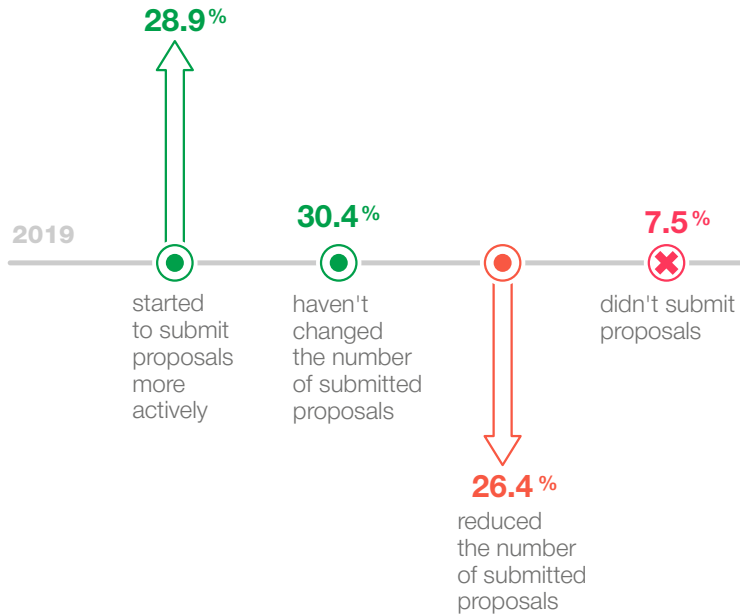 28.9 %
2019
started
to submit
proposals
more
actively
30.4 %
haven't
changed
the number
of submitted
proposals
26.4 %
reduced
the number
of submitted
proposals
7.5 %
didn't submit
proposals